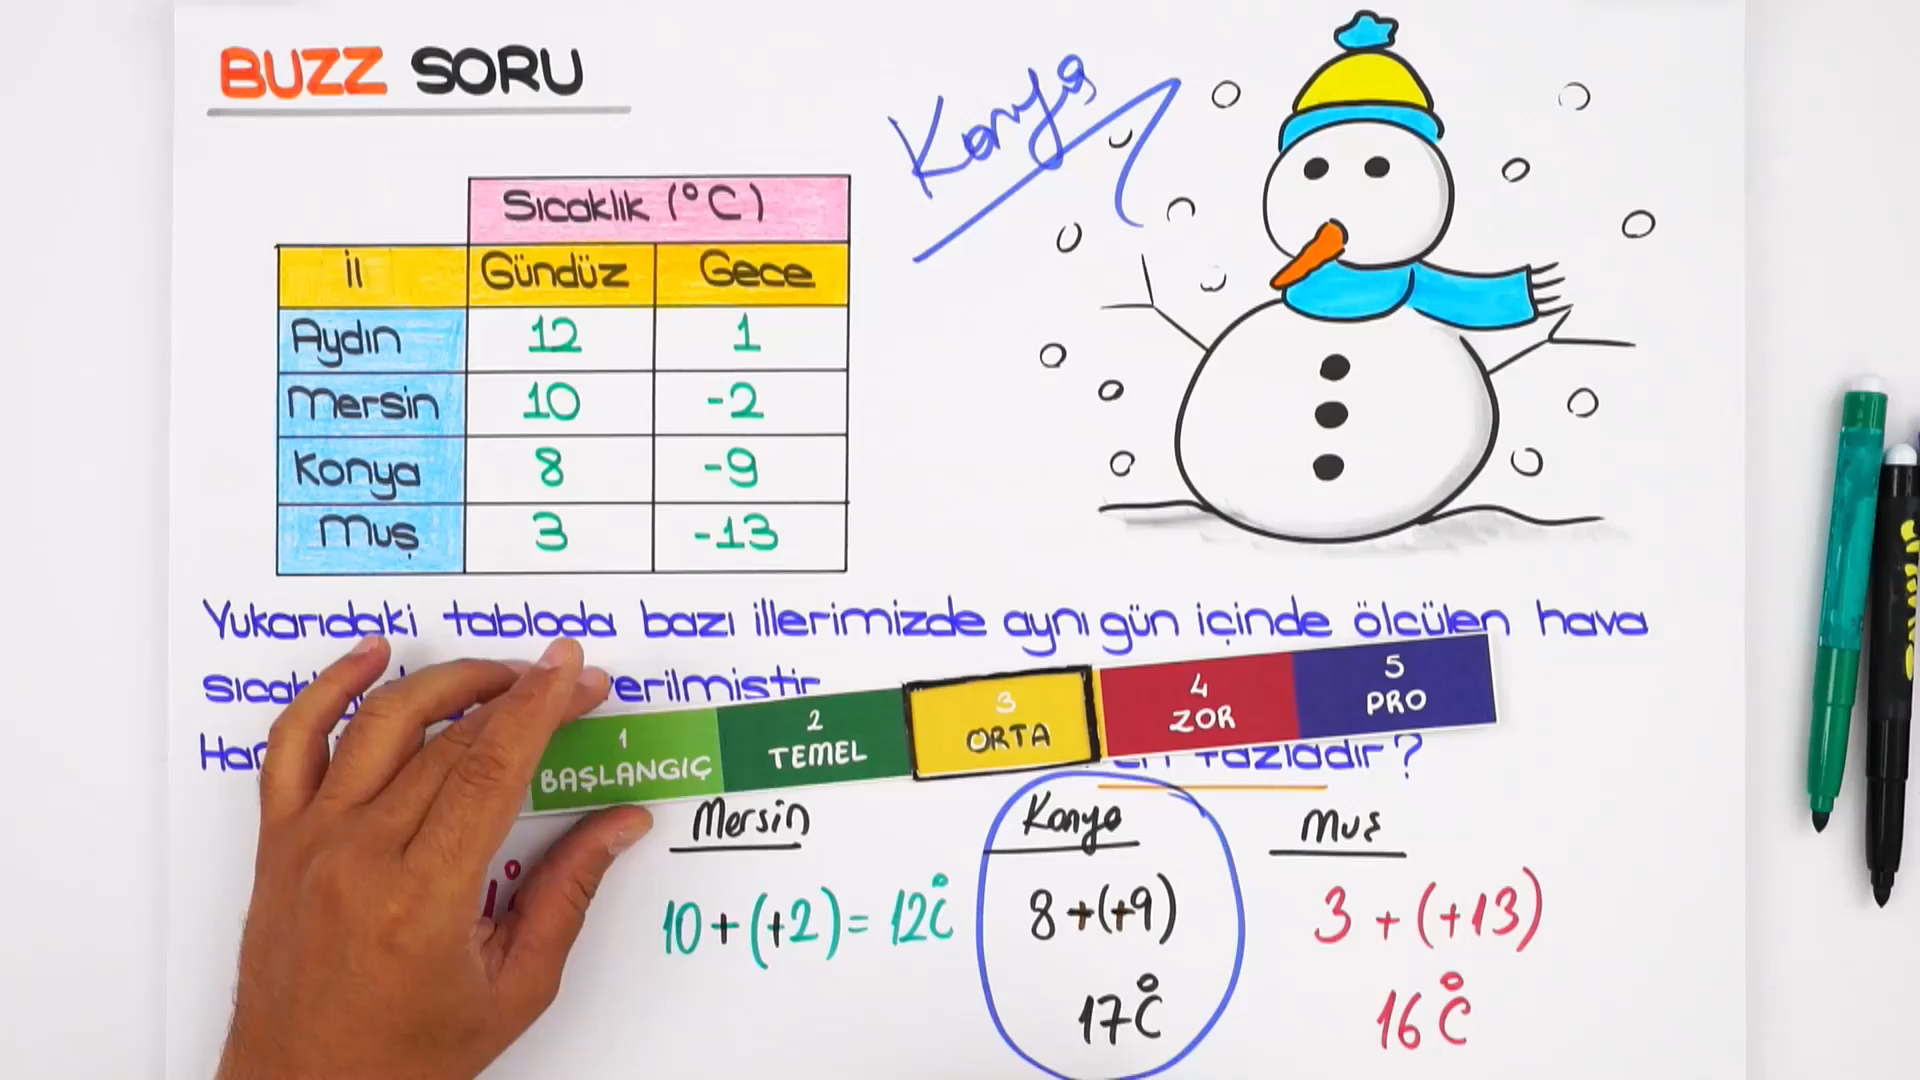 BUZZ SORU
Konya
Sıcaklık (°C)
İl Gündüz Gece
Aydın 12 1
Mersin 10 -2
Konya 8 -9
Muş 3 -13
Yukarıdaki tabloda bazı illerimizde aynı gün içinde ölçülen hava
verilmiştir
fazladır?
1 BAŞLANGIÇ
2 TEMEL
3 ORTA
4 ZOR
5 PRO
Mersin Konya Muş
10+(+2)= 12°C 8+(+9) 3+(+13)
17°C 16°C